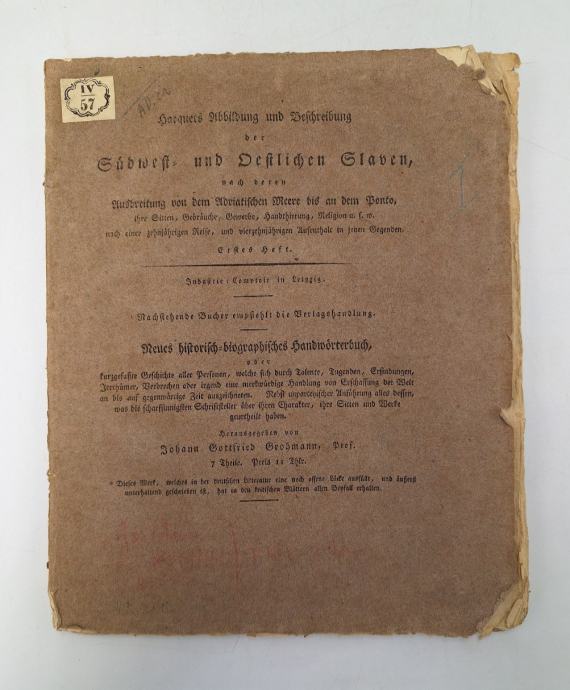 IV
57
Hacquets Abbildung und Beschreibung
der
Südwest- und Oestlichen Slaven,
nach deren
Ausbreitung von dem Adriatischen Meere bis an dem Ponto,
ihre Sitten, Gebräuche, Gewerbe, Handthierung, Religion u. s. w.
nach einer zehnjährigen Reise, und vierzehnjährigen Aufenthalt in jenen Gegenden.
Erstes Heft.
Industrie-Comptoir in Leipzig.
Nachstehende Bücher empfiehlt die Verlagshandlung.
Neues historisch-biographisches Handwörterbuch,
oder
kurzgefaßte Geschichte aller Personen, welche sich durch Talente, Tugenden, Erfindungen,
Irrthümer, Verbrechen oder irgend eine merkwürdige Handlung von Erschaffung der Welt
an bis auf gegenwärtige Zeit auszeichneten. Nebst unpartheyischer Anführung alles dessen,
was die scharfsinnigsten Schriftsteller über ihren Charakter, ihre Sitten und Werke
geurtheilt haben.
Herausgegeben von
Johann Gottfried Grohmann, Prof.
7 Theile. Preis 11 Thlr.
* Dieses Werk, welches in der deutschen Litteratur eine noch offene Lücke ausfüllt, und äußerst
unterhaltend geschrieben ist, hat in den kritischen Blättern allen Beyfall erhalten.
1